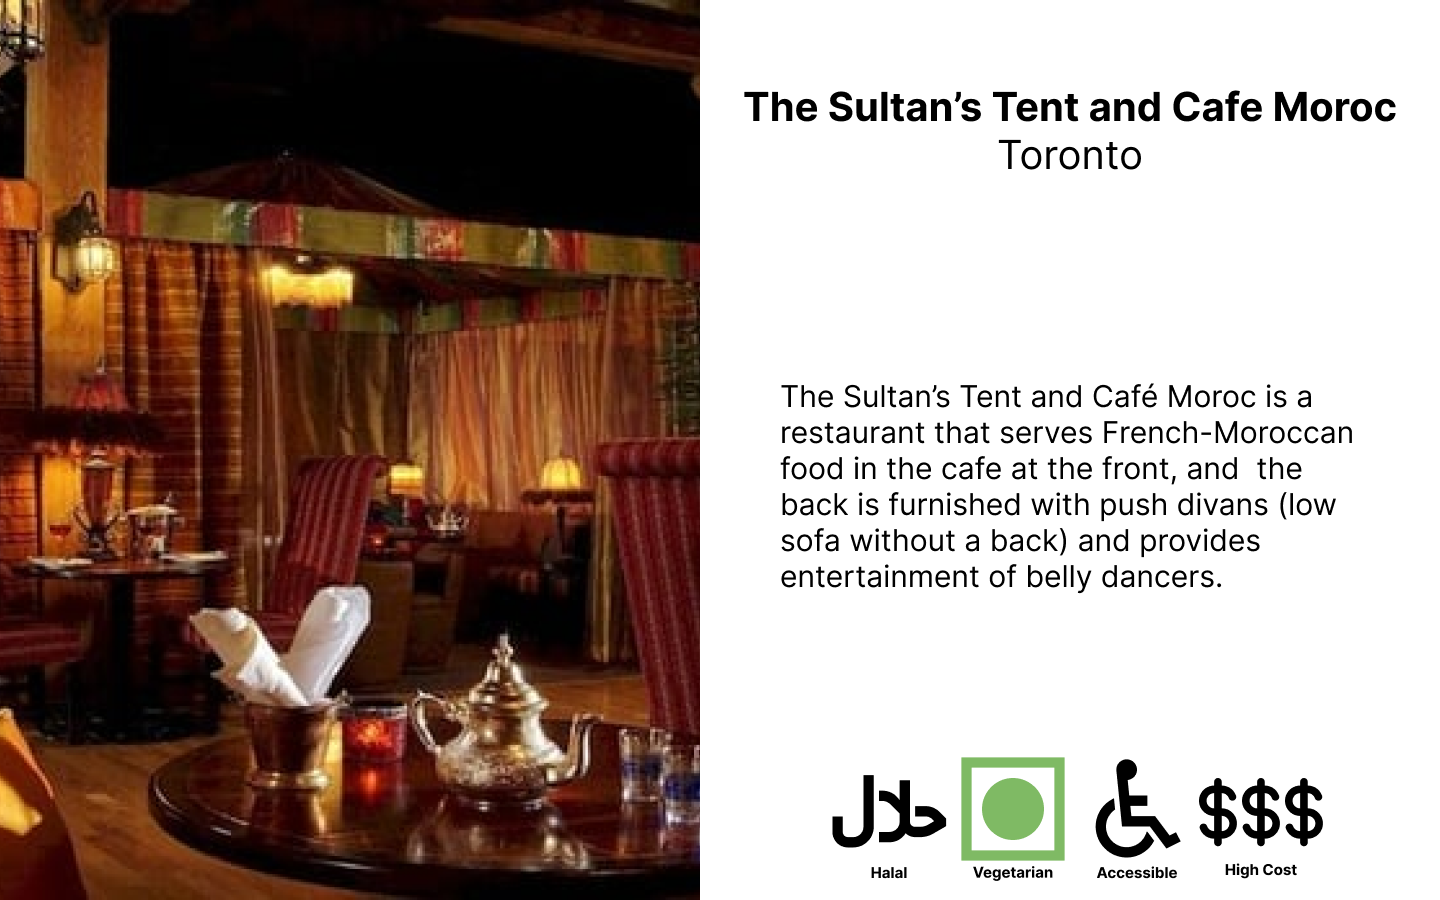 The Sultan’s Tent and Cafe Moroc
Toronto
The Sultan’s Tent and Café Moroc is a
restaurant that serves French-Moroccan
food in the cafe at the front, and  the
back is furnished with push divans (low
sofa without a back) and provides
entertainment of belly dancers.
حلال
$$$
Halal
Vegetarian
Accessible
High Cost